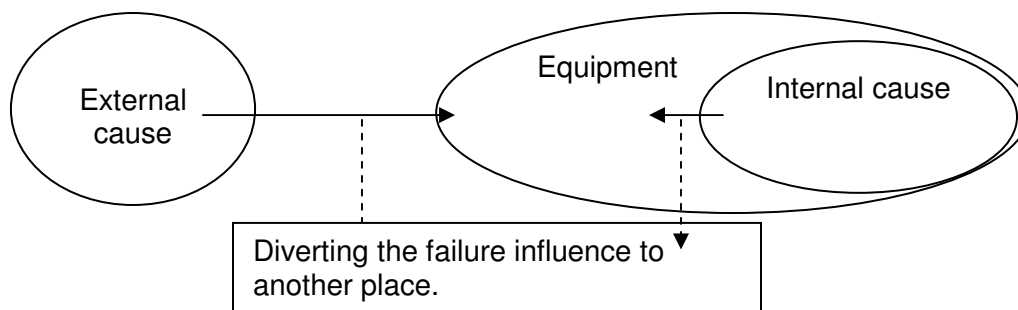 External
cause
Equipment
Internal cause
Diverting the failure influence to
another place.